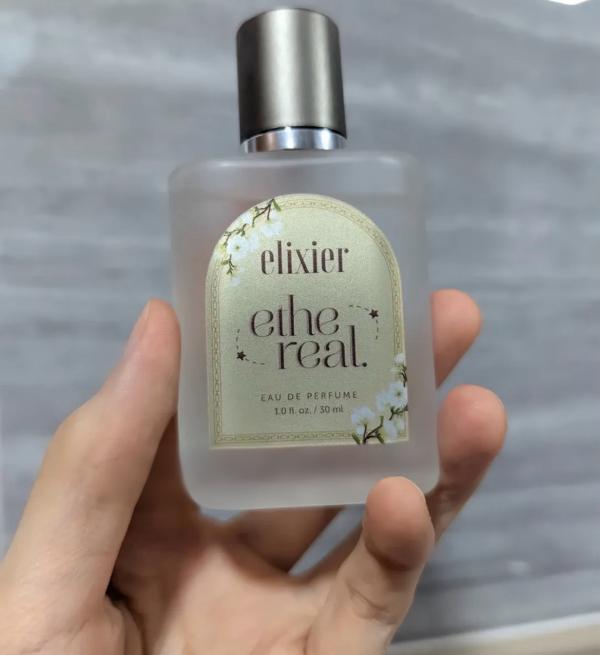 elixier
ethe
real.
EAU DE PERFUME
1.0 fl. oz. / 30 ml